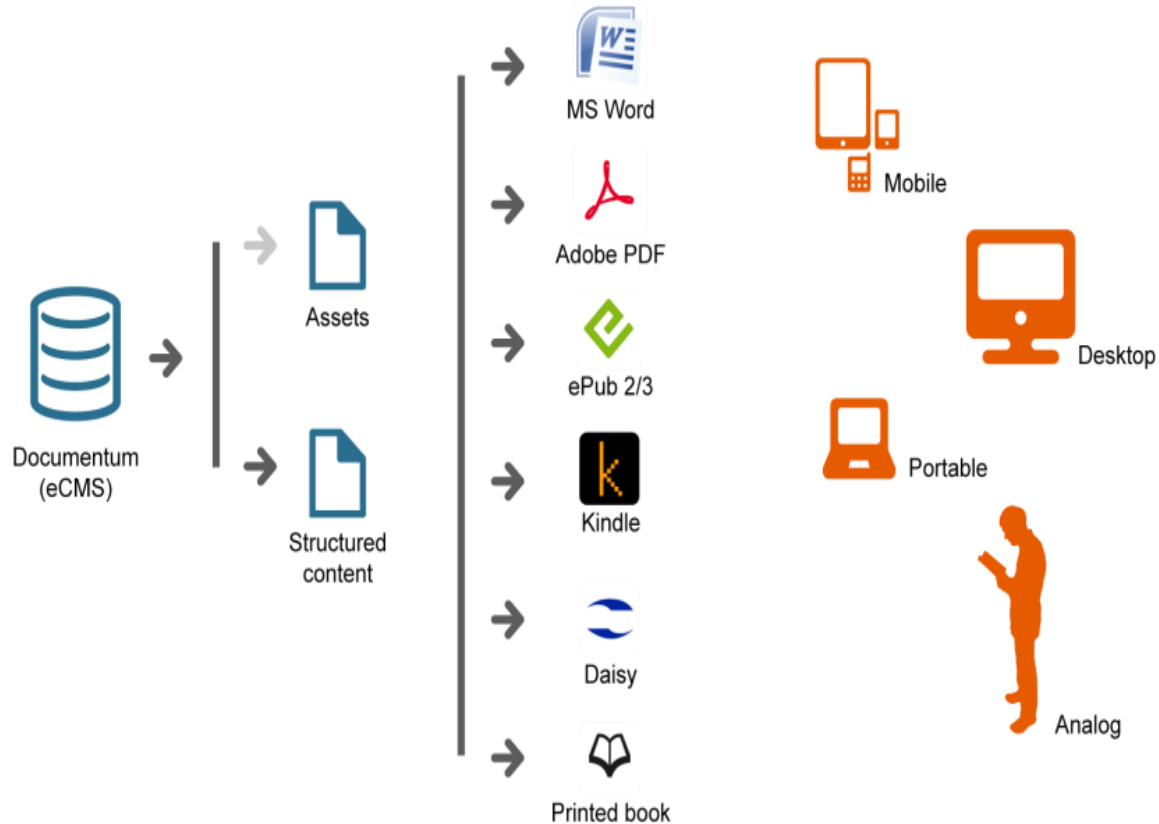 MS Word
Mobile
Adobe PDF
Assets
Desktop
ePub 2/3
Documentum
(eCMS)
Portable
Kindle
Structured
content
Daisy
Analog
Printed book